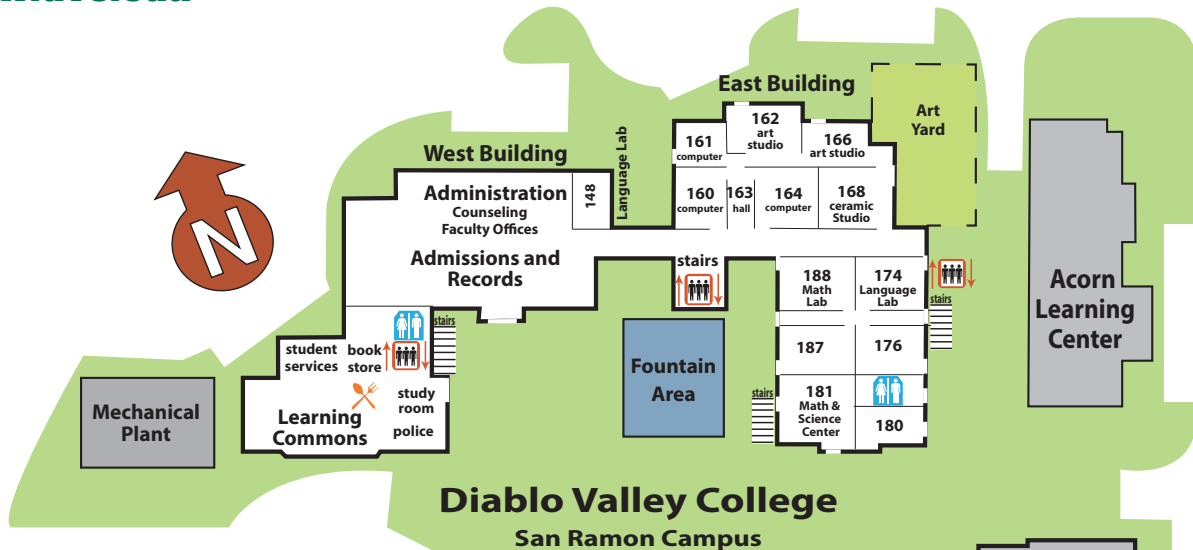 East Building
Art
Yard
162
art
studio
161
computer
166
art studio
West Building
Language Lab
Administration
Counseling
Faculty Offices
148
160
computer
163
hall
164
computer
168
ceramic
Studio
N
Admissions and
Records
stairs
188
Math
Lab
174
Language
Lab
stairs
Acorn
Learning
Center
stairs
student
services
book
store
187
176
Fountain
Area
study
room
Learning
Commons
police
Mechanical
Plant
stairs
181
Math &
Science
Center
180
Diablo Valley College
San Ramon Campus